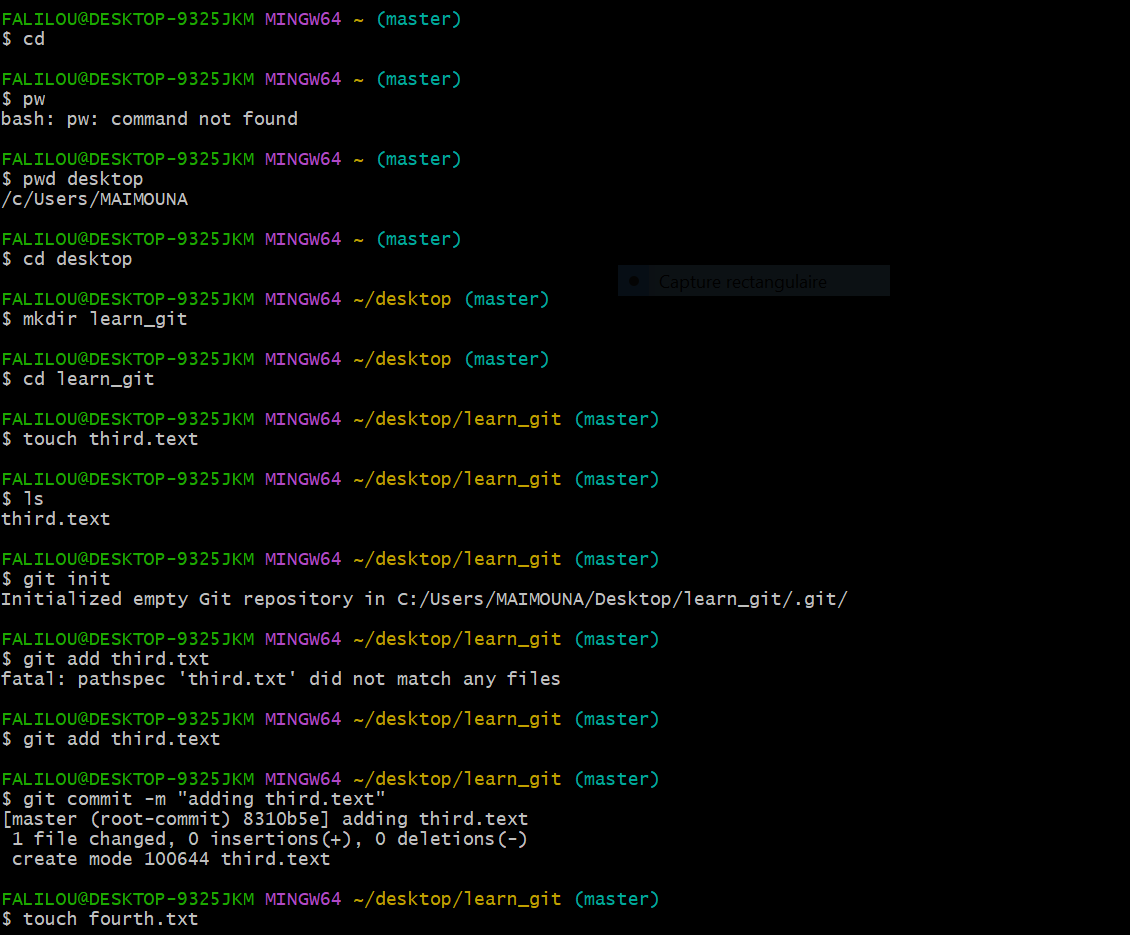 FALILOU@DESKTOP-9325JKM MINGW64 ~ (master)
$ cd
FALILOU@DESKTOP-9325JKM MINGW64 ~ (master)
$ pw
bash: pw: command not found
FALILOU@DESKTOP-9325JKM MINGW64 ~ (master)
$ pwd desktop
/c/Users/MAIMOUNA
FALILOU@DESKTOP-9325JKM MINGW64 ~ (master)
$ cd desktop
Capture rectangulaire
FALILOU@DESKTOP-9325JKM MINGW64 ~/desktop (master)
$ mkdir learn_git
FALILOU@DESKTOP-9325JKM MINGW64 ~/desktop (master)
$ cd learn_git
FALILOU@DESKTOP-9325JKM MINGW64 ~/desktop/learn_git (master)
$ touch third.text
FALILOU@DESKTOP-9325JKM MINGW64 ~/desktop/learn_git (master)
$ ls
third.text
FALILOU@DESKTOP-9325JKM MINGW64 ~/desktop/learn_git (master)
$ git init
Initialized empty Git repository in C:/Users/MAIMOUNA/Desktop/learn_git/.git/
FALILOU@DESKTOP-9325JKM MINGW64 ~/desktop/learn_git (master)
$ git add third.txt
fatal: pathspec 'third.txt' did not match any files
FALILOU@DESKTOP-9325JKM MINGW64 ~/desktop/learn_git (master)
$ git add third.text
FALILOU@DESKTOP-9325JKM MINGW64 ~/desktop/learn_git (master)
$ git commit -m "adding third.text"
[master (root-commit) 8310b5e] adding third.text
1 file changed, 0 insertions(+), 0 deletions(-)
create mode 100644 third.text
FALILOU@DESKTOP-9325JKM MINGW64 ~/desktop/learn_git (master)
$ touch fourth.txt